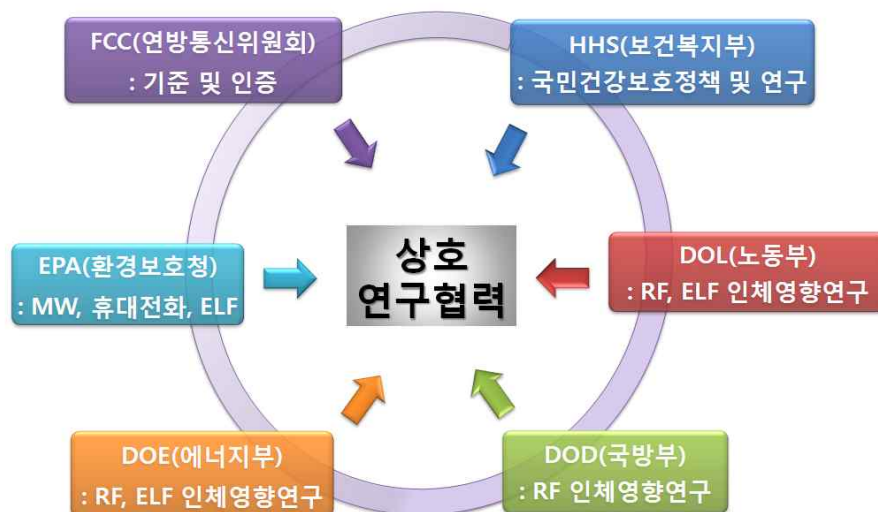 FCC(연방통신위원회)
: 기준 및 인증
HHS(보건복지부)
: 국민건강보호정책 및 연구
EPA(환경보호청)
: MW, 휴대전화, ELF
상호
연구협력
DOL(노동부)
: RF, ELF 인체영향연구
DOE(에너지부)
: RF, ELF 인체영향연구
DOD(국방부)
: RF 인체영향연구